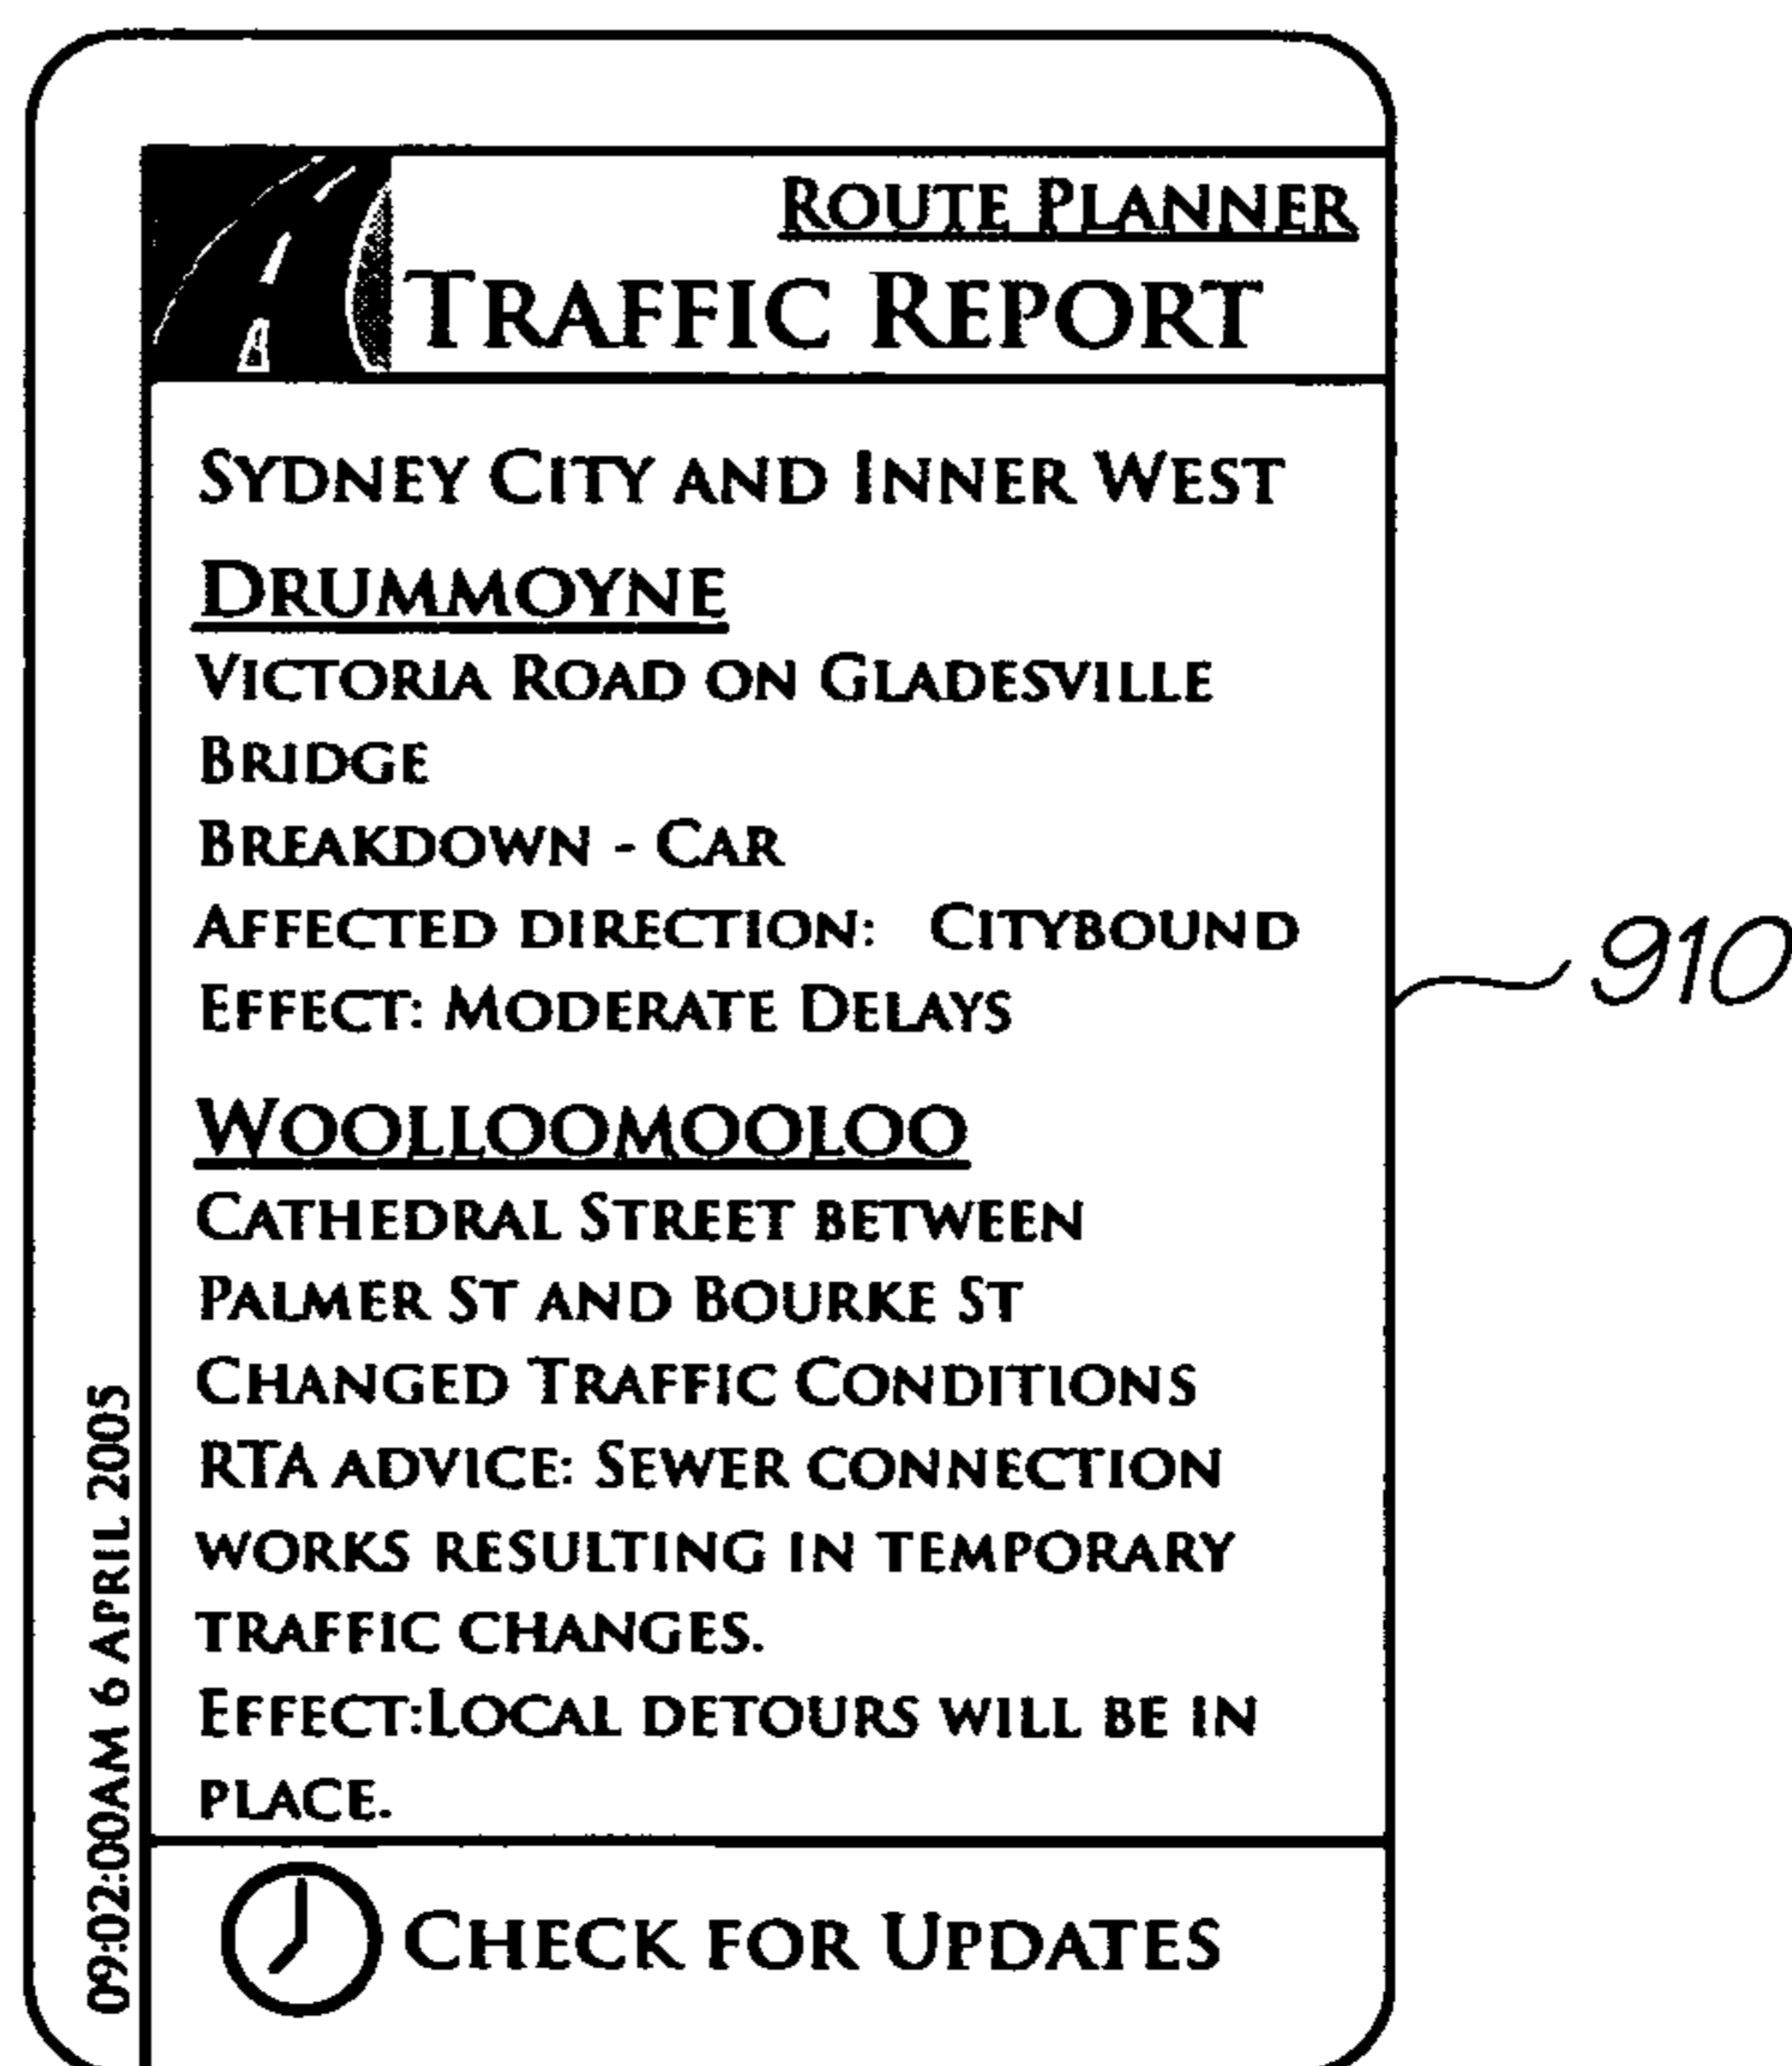 Route Planner
Traffic Report
Sydney City and Inner West
Drummoyne
Victoria Road on Gladesville
Bridge
Breakdown - Car
Affected direction: Citybound
Effect: Moderate Delays
Woolloomooloo
Cathedral Street between
Palmer St and Bourke St
Changed Traffic Conditions
RTA advice: Sewer connection
works resulting in temporary
traffic changes.
Effect:Local detours will be in
place.
Check for Updates
09:02:00AM 6 APRIL 2005
910